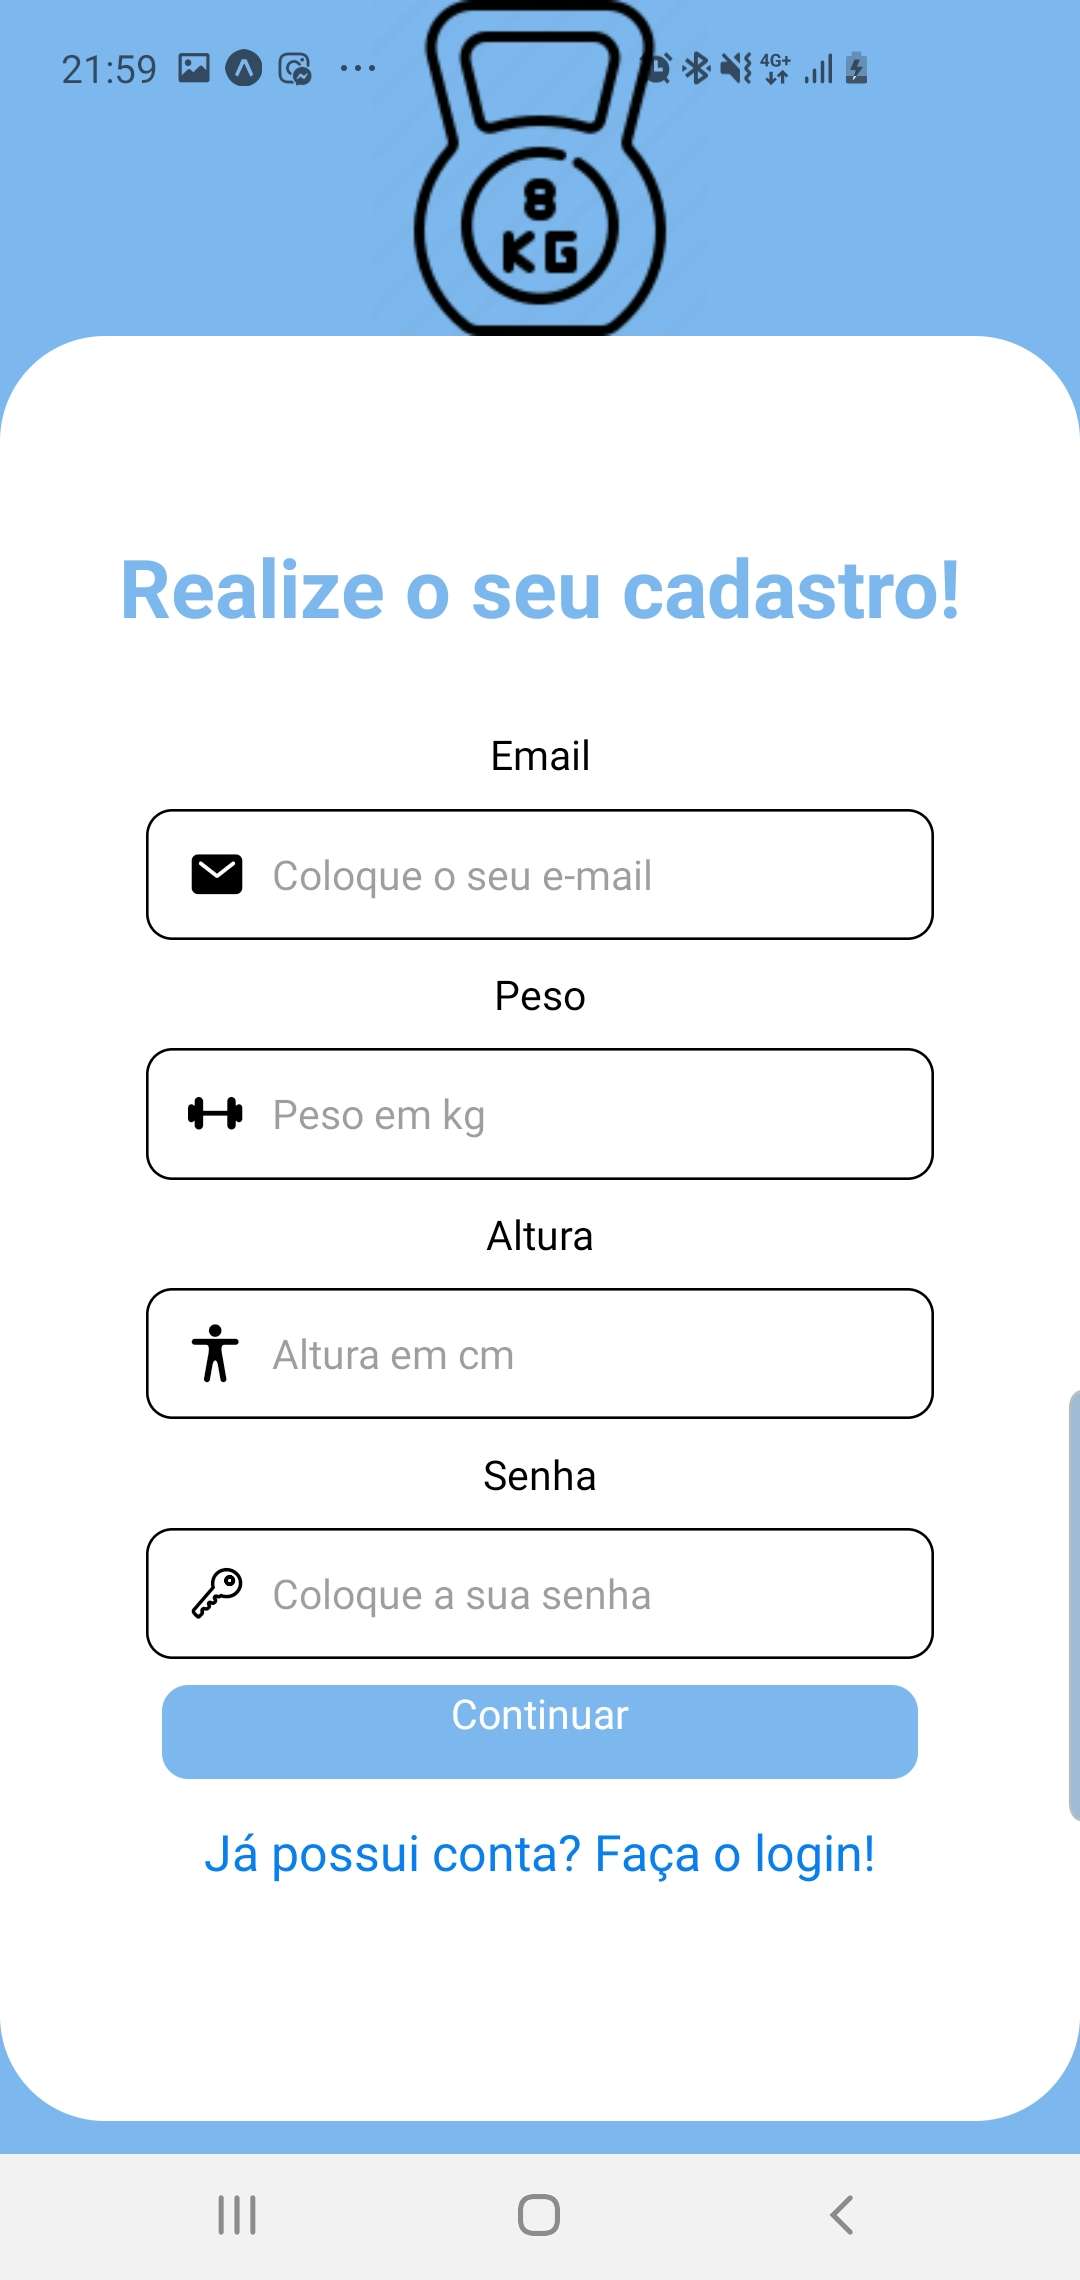 21:59
4G+
8
KG
Realize o seu cadastro!
Email
Coloque o seu e-mail
Peso
Peso em kg
Altura
Altura em cm
Senha
Coloque a sua senha
Continuar
Já possui conta? Faça o login!